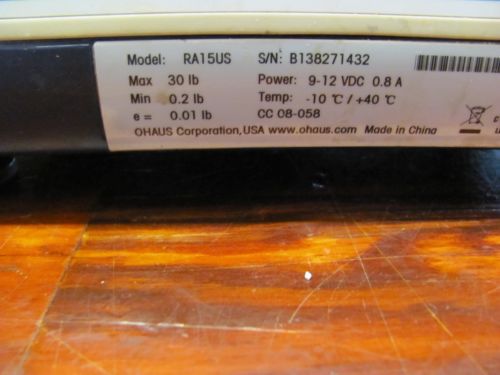 Model: RA15US S/N: B138271432
Max 30 lb Power: 9-12 VDC 0.8 A
Min 0.2 lb Temp: -10 ℃ / +40 ℃
e = 0.01 lb CC 08-058
OHAUS Corporation, USA www.ohaus.com Made in China